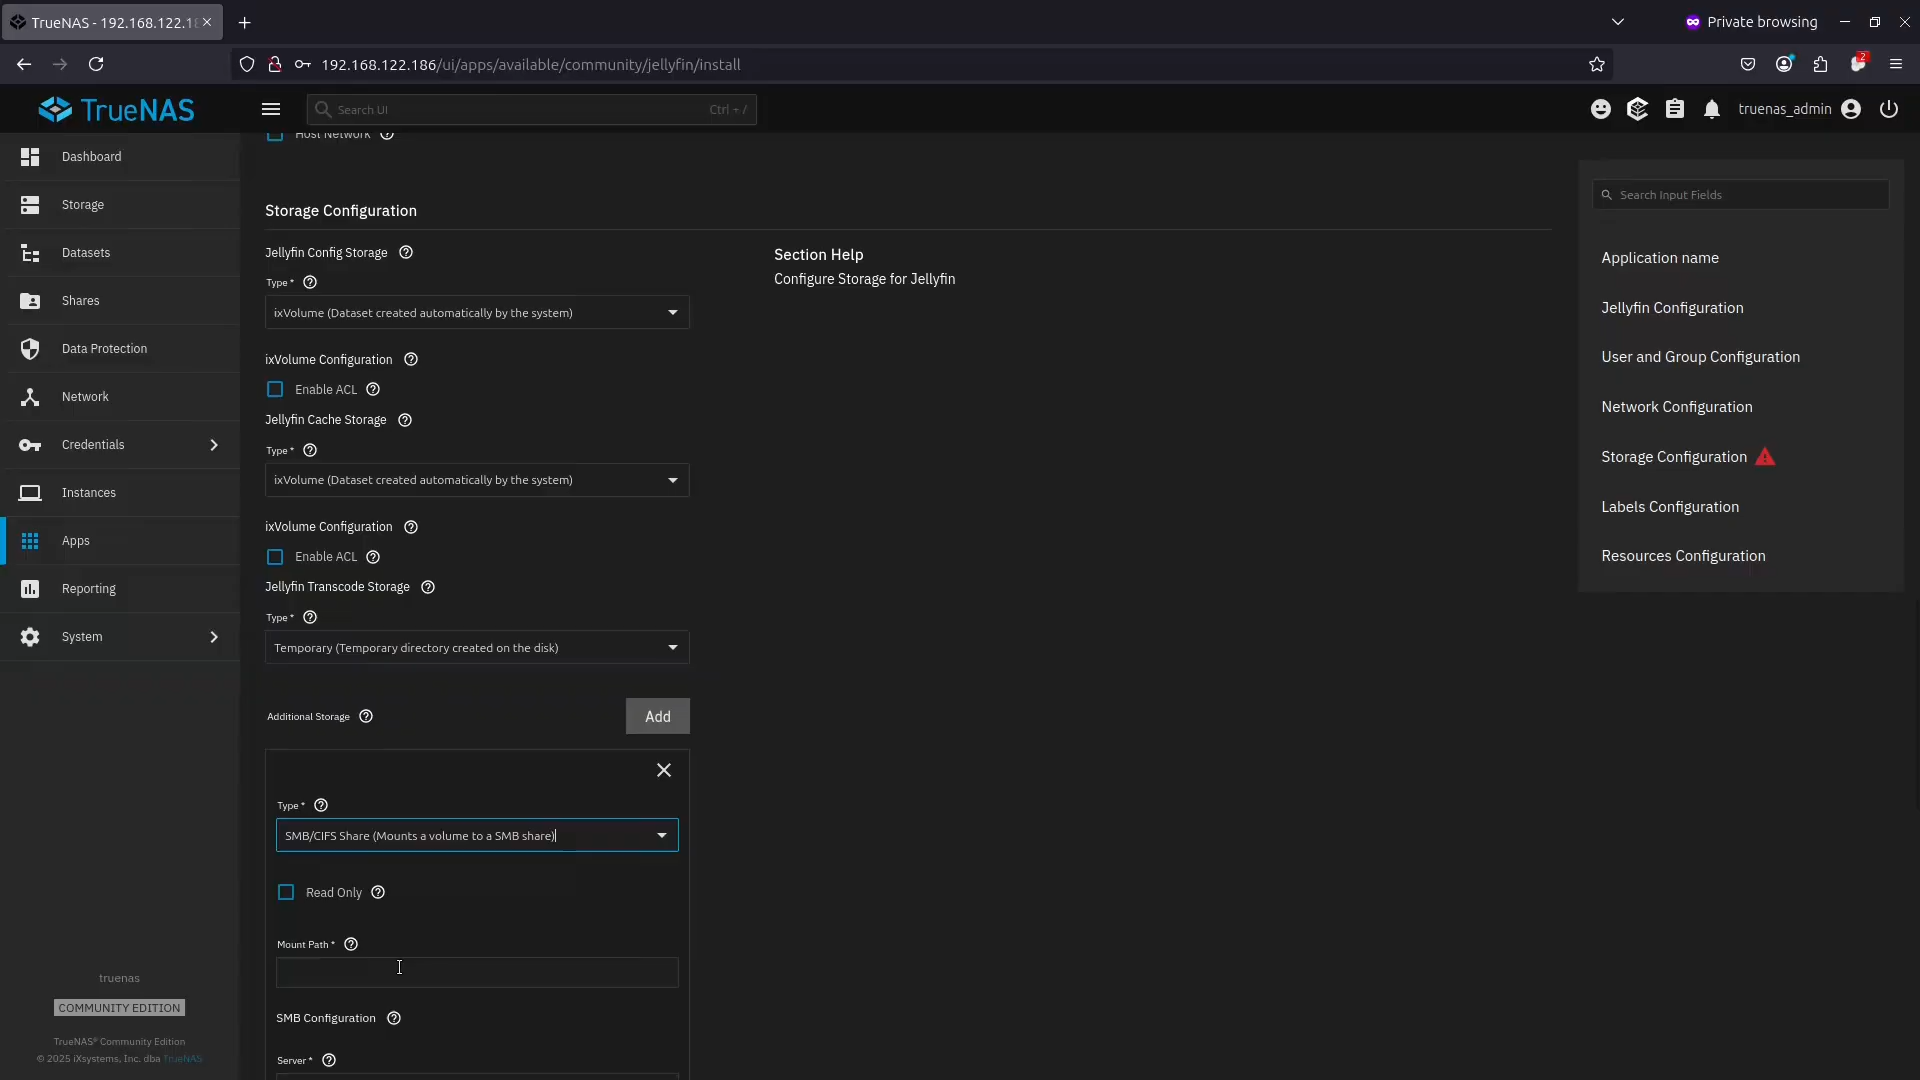 TrueNAS - 192.168.122.18
Private browsing
192.168.122.186/ui/apps/available/community/jellyfin/install
2
TrueNAS
Search UI
Ctrl + /
truenas_admin
Dashboard
Storage
Datasets
Shares
Data Protection
Network
Credentials
Instances
Apps
Reporting
System
truenas
COMMUNITY EDITION
TrueNAS® Community Edition
© 2025 iXsystems, Inc. dba TrueNAS
Host Network
Storage Configuration
Jellyfin Config Storage
Type *
ixVolume (Dataset created automatically by the system)
ixVolume Configuration
Enable ACL
Jellyfin Cache Storage
Type *
ixVolume (Dataset created automatically by the system)
ixVolume Configuration
Enable ACL
Jellyfin Transcode Storage
Type *
Temporary (Temporary directory created on the disk)
Additional Storage
Add
Type *
SMB/CIFS Share (Mounts a volume to a SMB share)
Read Only
Mount Path *
SMB Configuration
Server *
Section Help
Configure Storage for Jellyfin
Search Input Fields
Application name
Jellyfin Configuration
User and Group Configuration
Network Configuration
Storage Configuration
Labels Configuration
Resources Configuration